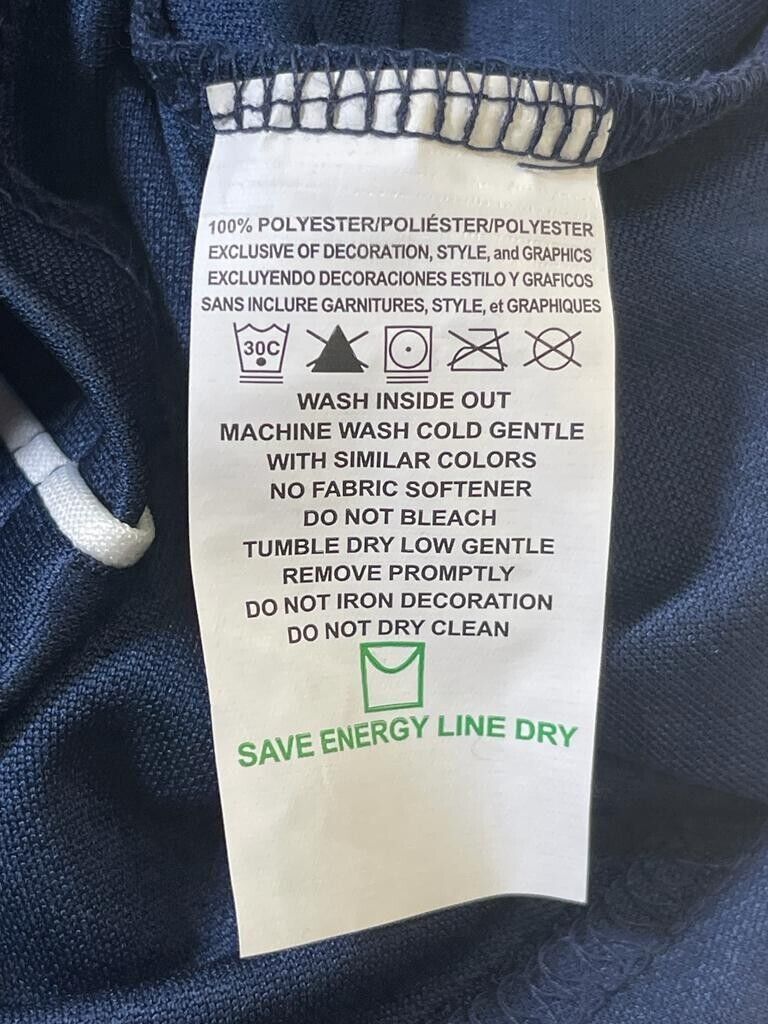 100% POLYESTER/POLIÉSTER/POLYESTER
EXCLUSIVE OF DECORATION, STYLE, and GRAPHICS
EXCLUYENDO DECORACIONES ESTILO Y GRAFICOS
SANS INCLURE GARNITURES, STYLE, et GRAPHIQUES
30C
WASH INSIDE OUT
MACHINE WASH COLD GENTLE
WITH SIMILAR COLORS
NO FABRIC SOFTENER
DO NOT BLEACH
TUMBLE DRY LOW GENTLE
REMOVE PROMPTLY
DO NOT IRON DECORATION
DO NOT DRY CLEAN
SAVE ENERGY LINE DRY